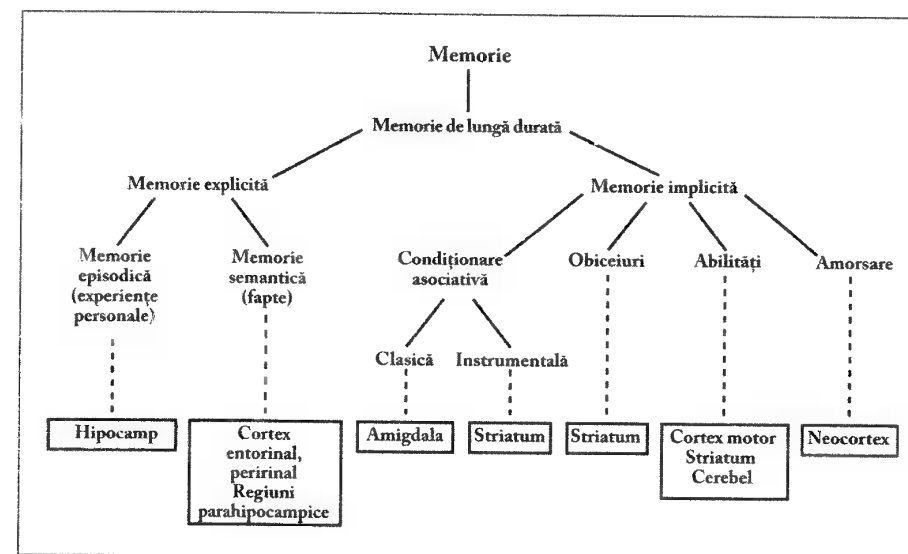 Memorie
Memorie de lungă durată
Memorie explicită
Memorie implicită
Memorie
episodică
(experiențe
personale)
Memorie
semantică
(fapte)
Condiționare
asociativă
Obiceiuri
Abilități
Amorsare
Clasică
Instrumentală
Hipocamp
Cortex
entorinal,
peririnal
Regiuni
parahipocampice
Amigdala
Striatum
Striatum
Cortex motor
Striatum
Cerebel
Neocortex